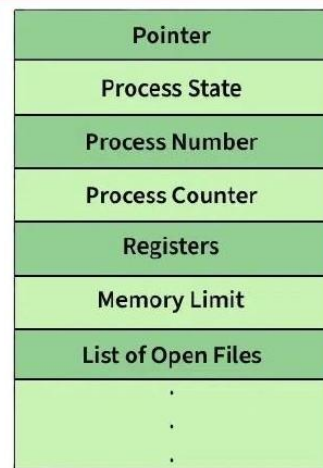 Pointer
Process State
Process Number
Process Counter
Registers
Memory Limit
List of Open Files
.
.
.